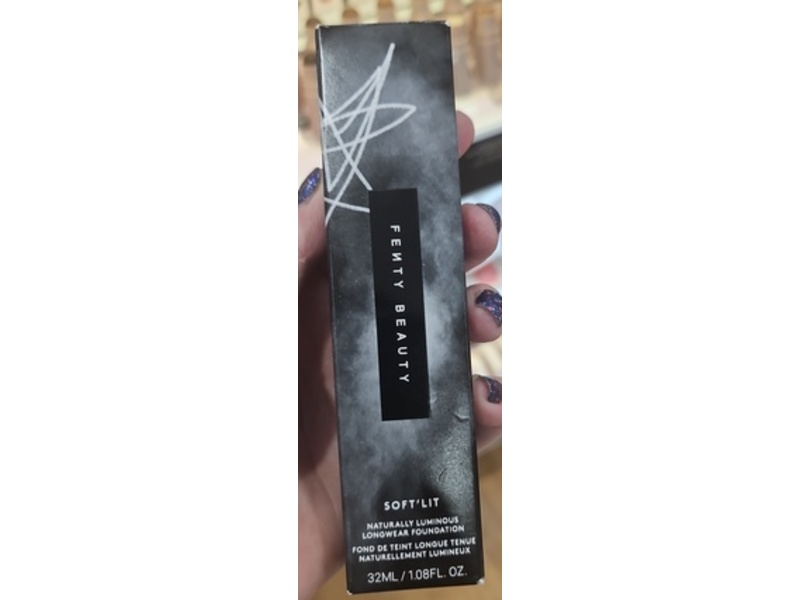 FENTY BEAUTY
SOFT'LIT
NATURALLY LUMINOUS
LONGWEAR FOUNDATION
FOND DE TEINT LONGUE TENUE
NATURELLEMENT LUMINEUX
32ML / 1.08FL. OZ.